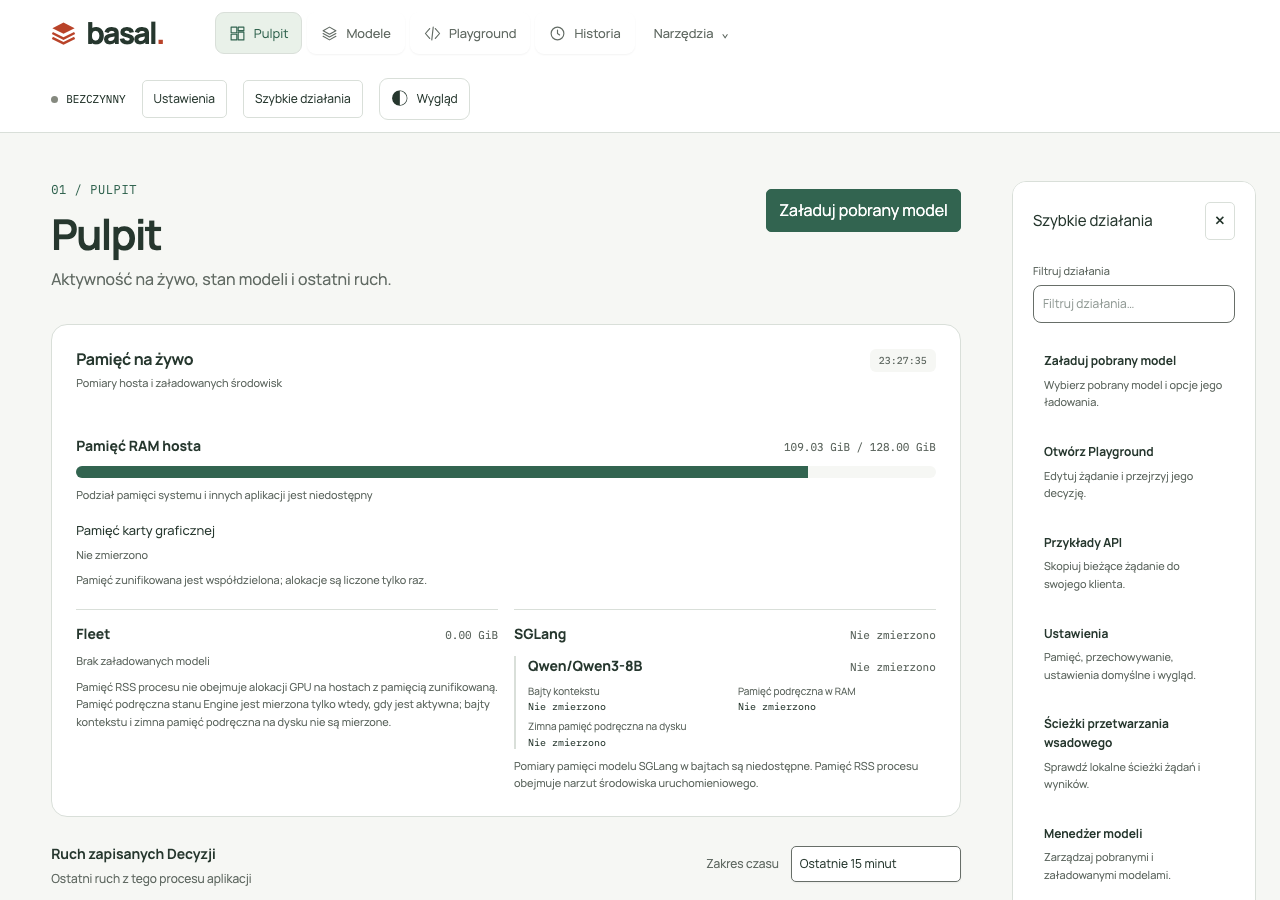 basal.
Pulpit
Modele
Playground
Historia
Narzędzia
BEZCZYNNY
Ustawienia
Szybkie działania
Wygląd
01 / PULPIT
Pulpit
Aktywność na żywo, stan modeli i ostatni ruch.
Załaduj pobrany model
Pamięć na żywo
23:27:35
Pomiary hosta i załadowanych środowisk
Pamięć RAM hosta
109.03 GiB / 128.00 GiB
Podział pamięci systemu i innych aplikacji jest niedostępny
Pamięć karty graficznej
Nie zmierzono
Pamięć zunifikowana jest współdzielona; alokacje są liczone tylko raz.
Fleet
0.00 GiB
Brak załadowanych modeli
Pamięć RSS procesu nie obejmuje alokacji GPU na hostach z pamięcią zunifikowaną.
Pamięć podręczna stanu Engine jest mierzona tylko wtedy, gdy jest aktywna; bajty
kontekstu i zimna pamięć podręczna na dysku nie są mierzone.
SGLang
Nie zmierzono
Qwen/Qwen3-8B
Nie zmierzono
Bajty kontekstu
Nie zmierzono
Pamięć podręczna w RAM
Nie zmierzono
Zimna pamięć podręczna na dysku
Nie zmierzono
Pomiary pamięci modelu SGLang w bajtach są niedostępne. Pamięć RSS procesu
obejmuje narzut środowiska uruchomieniowego.
Ruch zapisanych Decyzji
Ostatni ruch z tego procesu aplikacji
Zakres czasu
Ostatnie 15 minut
Szybkie działania
×
Filtruj działania
Filtruj działania…
Załaduj pobrany model
Wybierz pobrany model i opcje jego
ładowania.
Otwórz Playground
Edytuj żądanie i przejrzyj jego
decyzję.
Przykłady API
Skopiuj bieżące żądanie do
swojego klienta.
Ustawienia
Pamięć, przechowywanie,
ustawienia domyślne i wygląd.
Ścieżki przetwarzania
wsadowego
Sprawdź lokalne ścieżki żądań i
wyników.
Menedżer modeli
Zarządzaj pobranymi i
załadowanymi modelami.